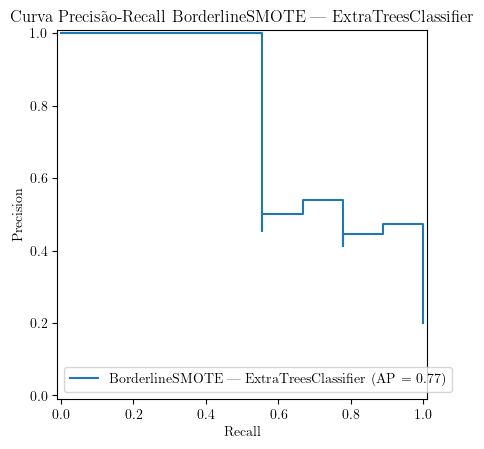 Curva Precisão-Recall BorderlineSMOTE — ExtraTreesClassifier
1.0
0.8
0.6
0.4
0.2
0.0
Precision
BorderlineSMOTE — ExtraTreesClassifier (AP = 0.77)
0.0 0.2 0.4 0.6 0.8 1.0
Recall